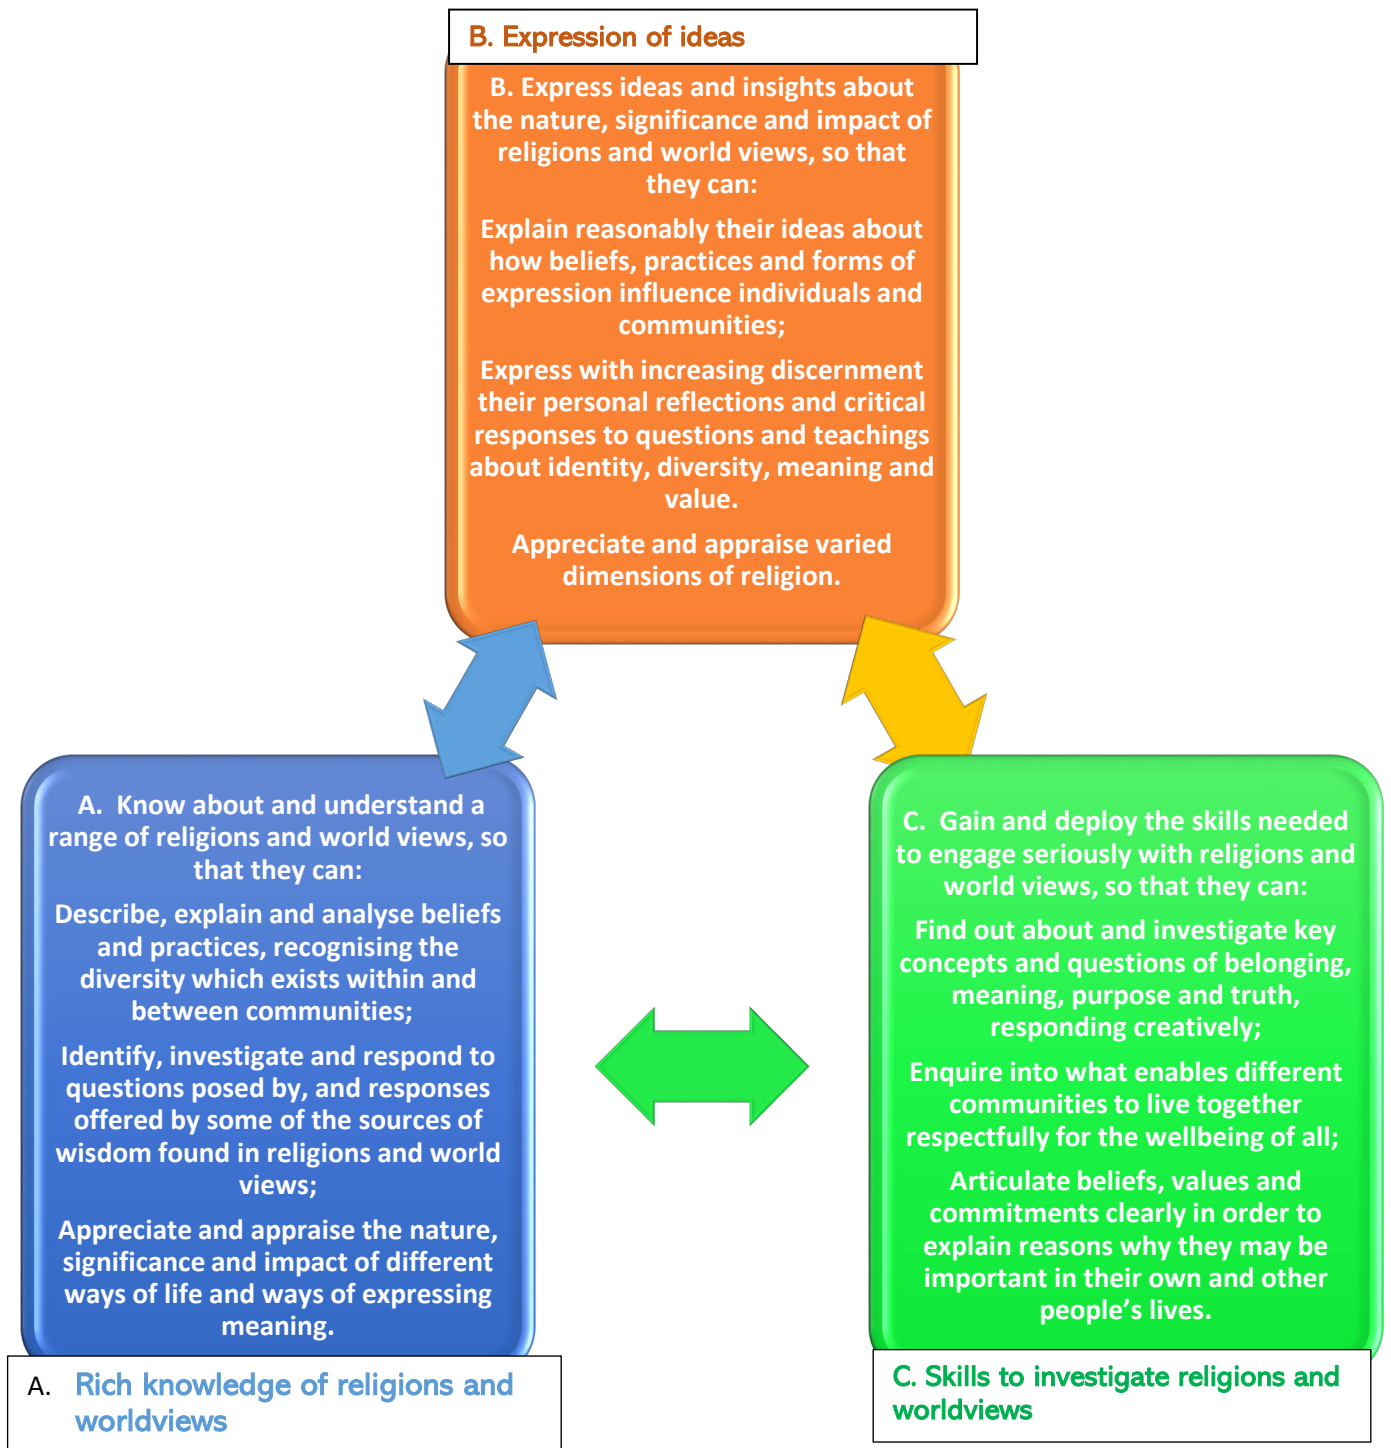 B. Expression of ideas
B. Express ideas and insights about
the nature, significance and impact of
religions and world views, so that
they can:
Explain reasonably their ideas about
how beliefs, practices and forms of
expression influence individuals and
communities;
Express with increasing discernment
their personal reflections and critical
responses to questions and teachings
about identity, diversity, meaning and
value.
Appreciate and appraise varied
dimensions of religion.
A. Know about and understand a
range of religions and world views, so
that they can:
Describe, explain and analyse beliefs
and practices, recognising the
diversity which exists within and
between communities;
Identify, investigate and respond to
questions posed by, and responses
offered by some of the sources of
wisdom found in religions and world
views;
Appreciate and appraise the nature,
significance and impact of different
ways of life and ways of expressing
meaning.
A. Rich knowledge of religions and
worldviews
C. Gain and deploy the skills needed
to engage seriously with religions and
world views, so that they can:
Find out about and investigate key
concepts and questions of belonging,
meaning, purpose and truth,
responding creatively;
Enquire into what enables different
communities to live together
respectfully for the wellbeing of all;
Articulate beliefs, values and
commitments clearly in order to
explain reasons why they may be
important in their own and other
people's lives.
C. Skills to investigate religions and
worldviews